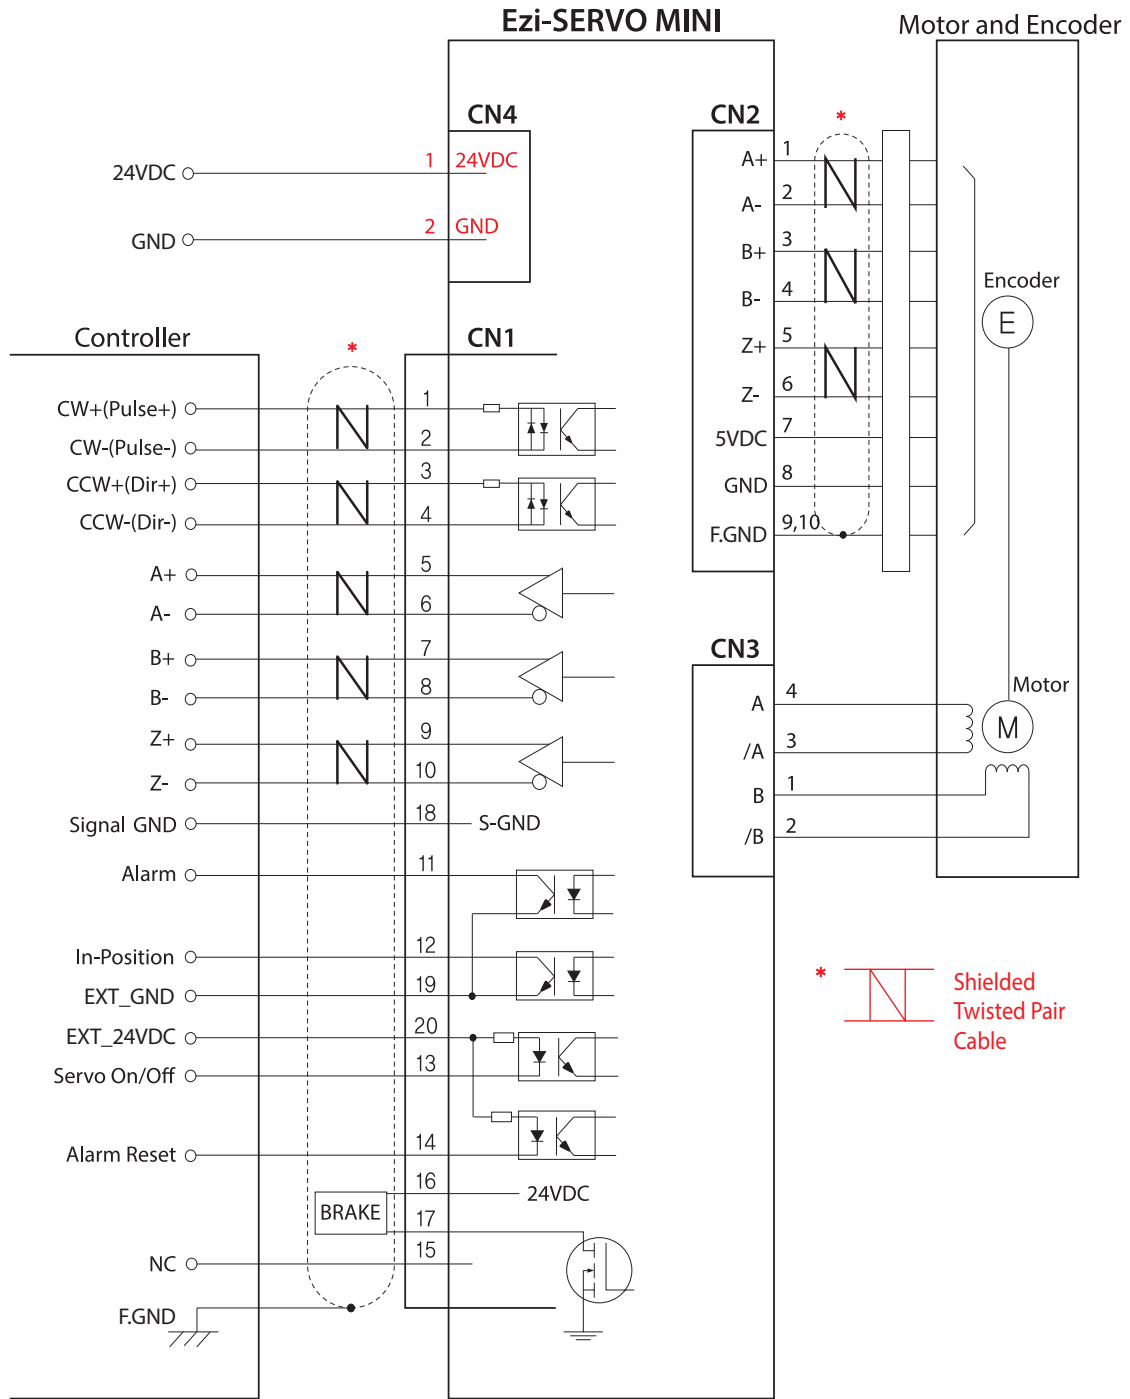 Ezi-SERVO MINI
Motor and Encoder
CN4
24VDC
1 24VDC
GND
2 GND
CN2
*
A+ 1
A- 2
B+ 3
B- 4
Z+ 5
Z- 6
5VDC 7
GND 8
F.GND 9,10
Encoder
E
Controller
*
CN1
CW+(Pulse+) 1
CW-(Pulse-) 2
CCW+(Dir+) 3
CCW-(Dir-) 4
A+ 5
A- 6
B+ 7
B- 8
Z+ 9
Z- 10
Signal GND 18 S-GND
Alarm 11
In-Position 12
EXT_GND 19
EXT_24VDC 20
Servo On/Off 13
Alarm Reset 14
BRAKE
16 24VDC
17
NC 15
F.GND
CN3
A 4
/A 3
B 1
/B 2
Motor
M
* Shielded
Twisted Pair
Cable